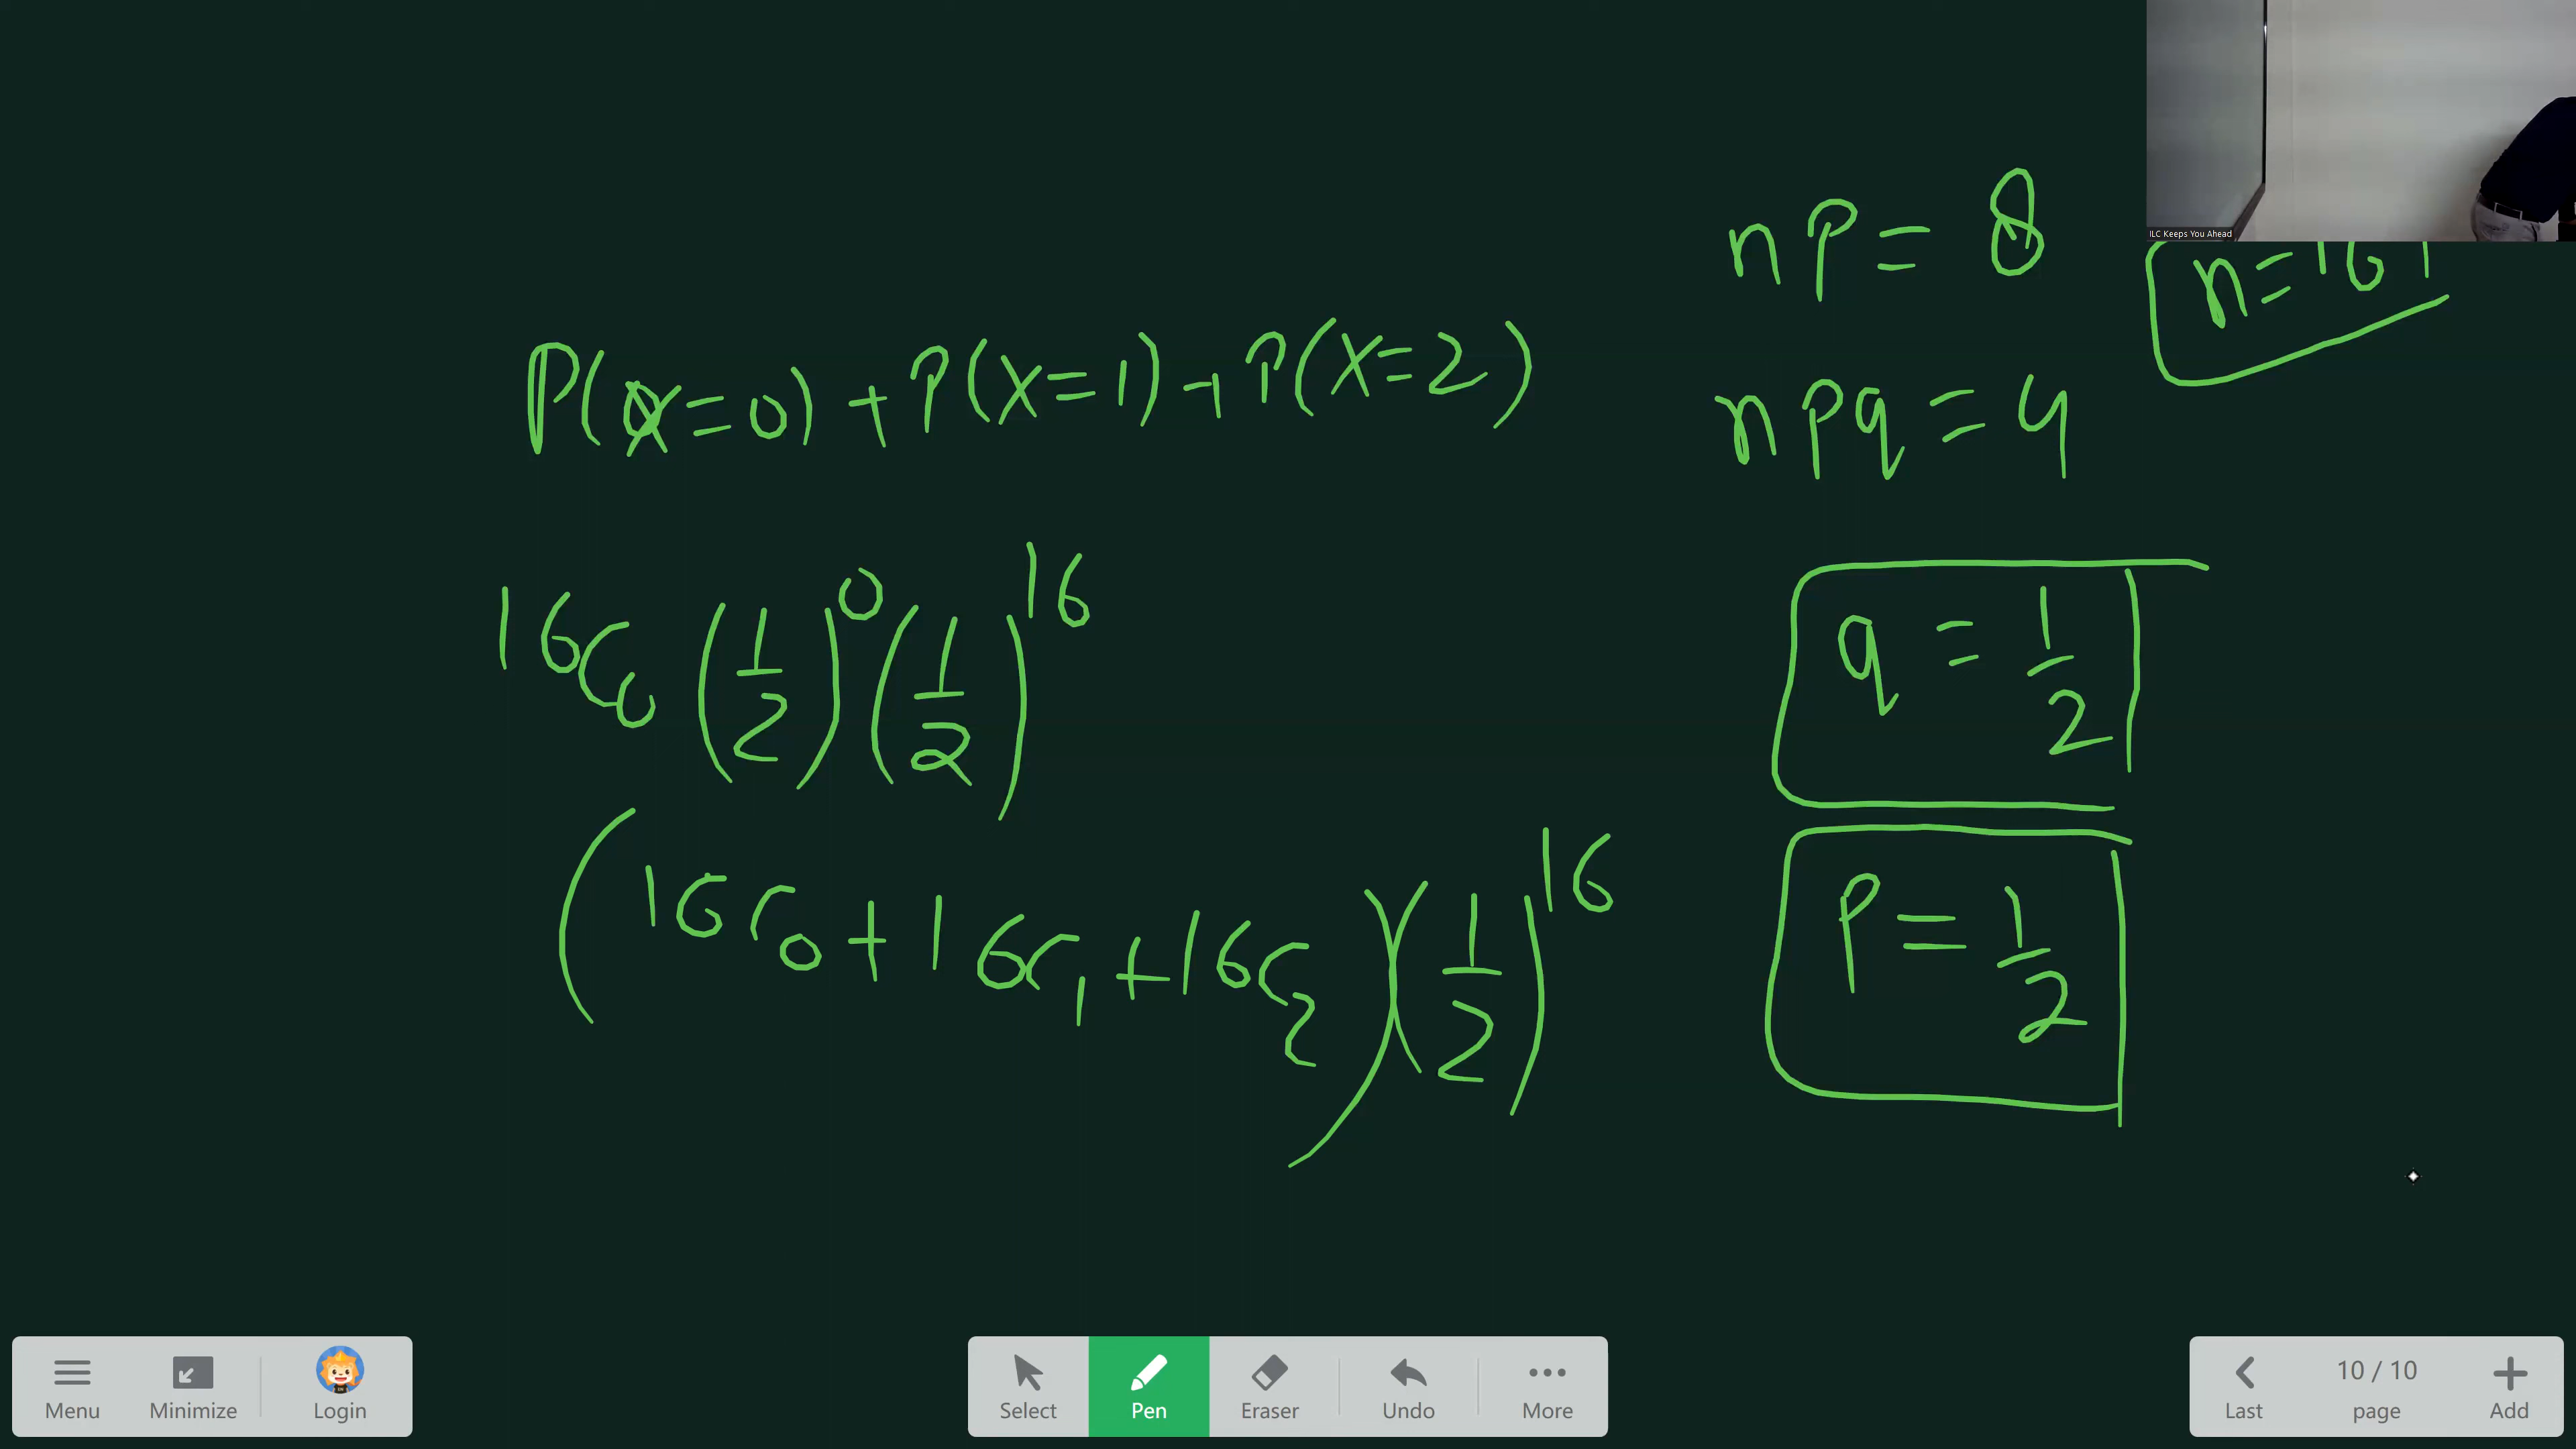 ILC Keeps You Ahead
np = 8
n=16
P(X=0) + P(X=1) + P(X=2)
npq = 4
16C0 (1/2)^0 (1/2)^16
q = 1/2
(16C0 + 16C1 + 16C2)(1/2)^16
P = 1/2
Menu
Minimize
Login
Select
Pen
Eraser
Undo
More
Last
10 / 10
page
Add